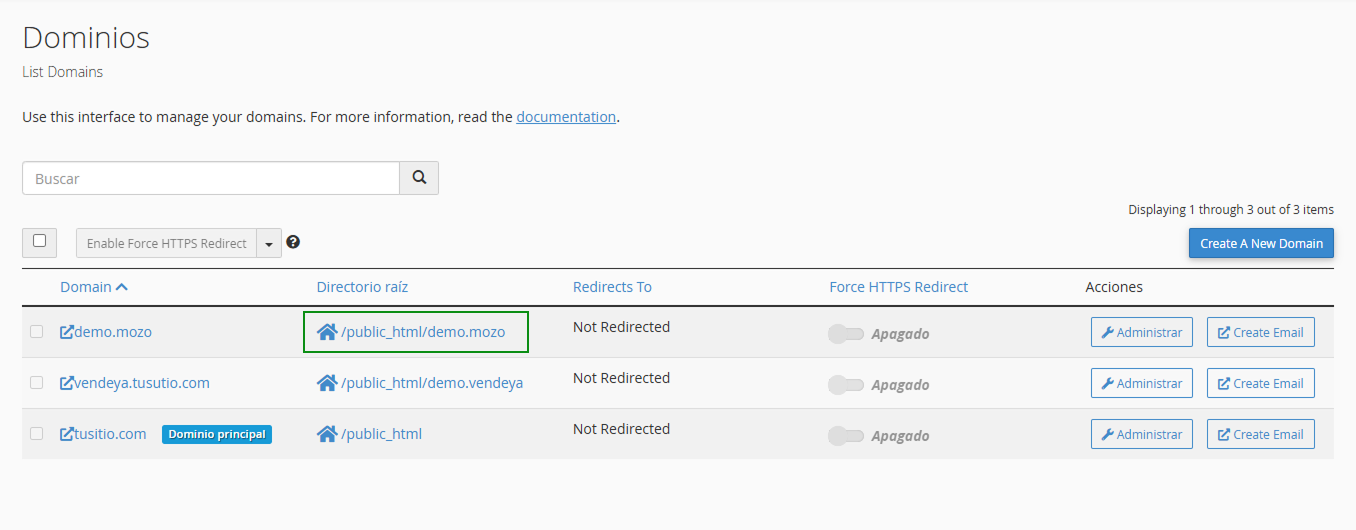 Dominios
List Domains
Use this interface to manage your domains. For more information, read the documentation.
Buscar
Displaying 1 through 3 out of 3 items
Enable Force HTTPS Redirect
Create A New Domain
Domain Directorio raíz Redirects To Force HTTPS Redirect Acciones
demo.mozo /public_html/demo.mozo Not Redirected Apagado Administrar Create Email
vendeya.tusutio.com /public_html/demo.vendeya Not Redirected Apagado Administrar Create Email
tusitio.com Dominio principal /public_html Not Redirected Apagado Administrar Create Email